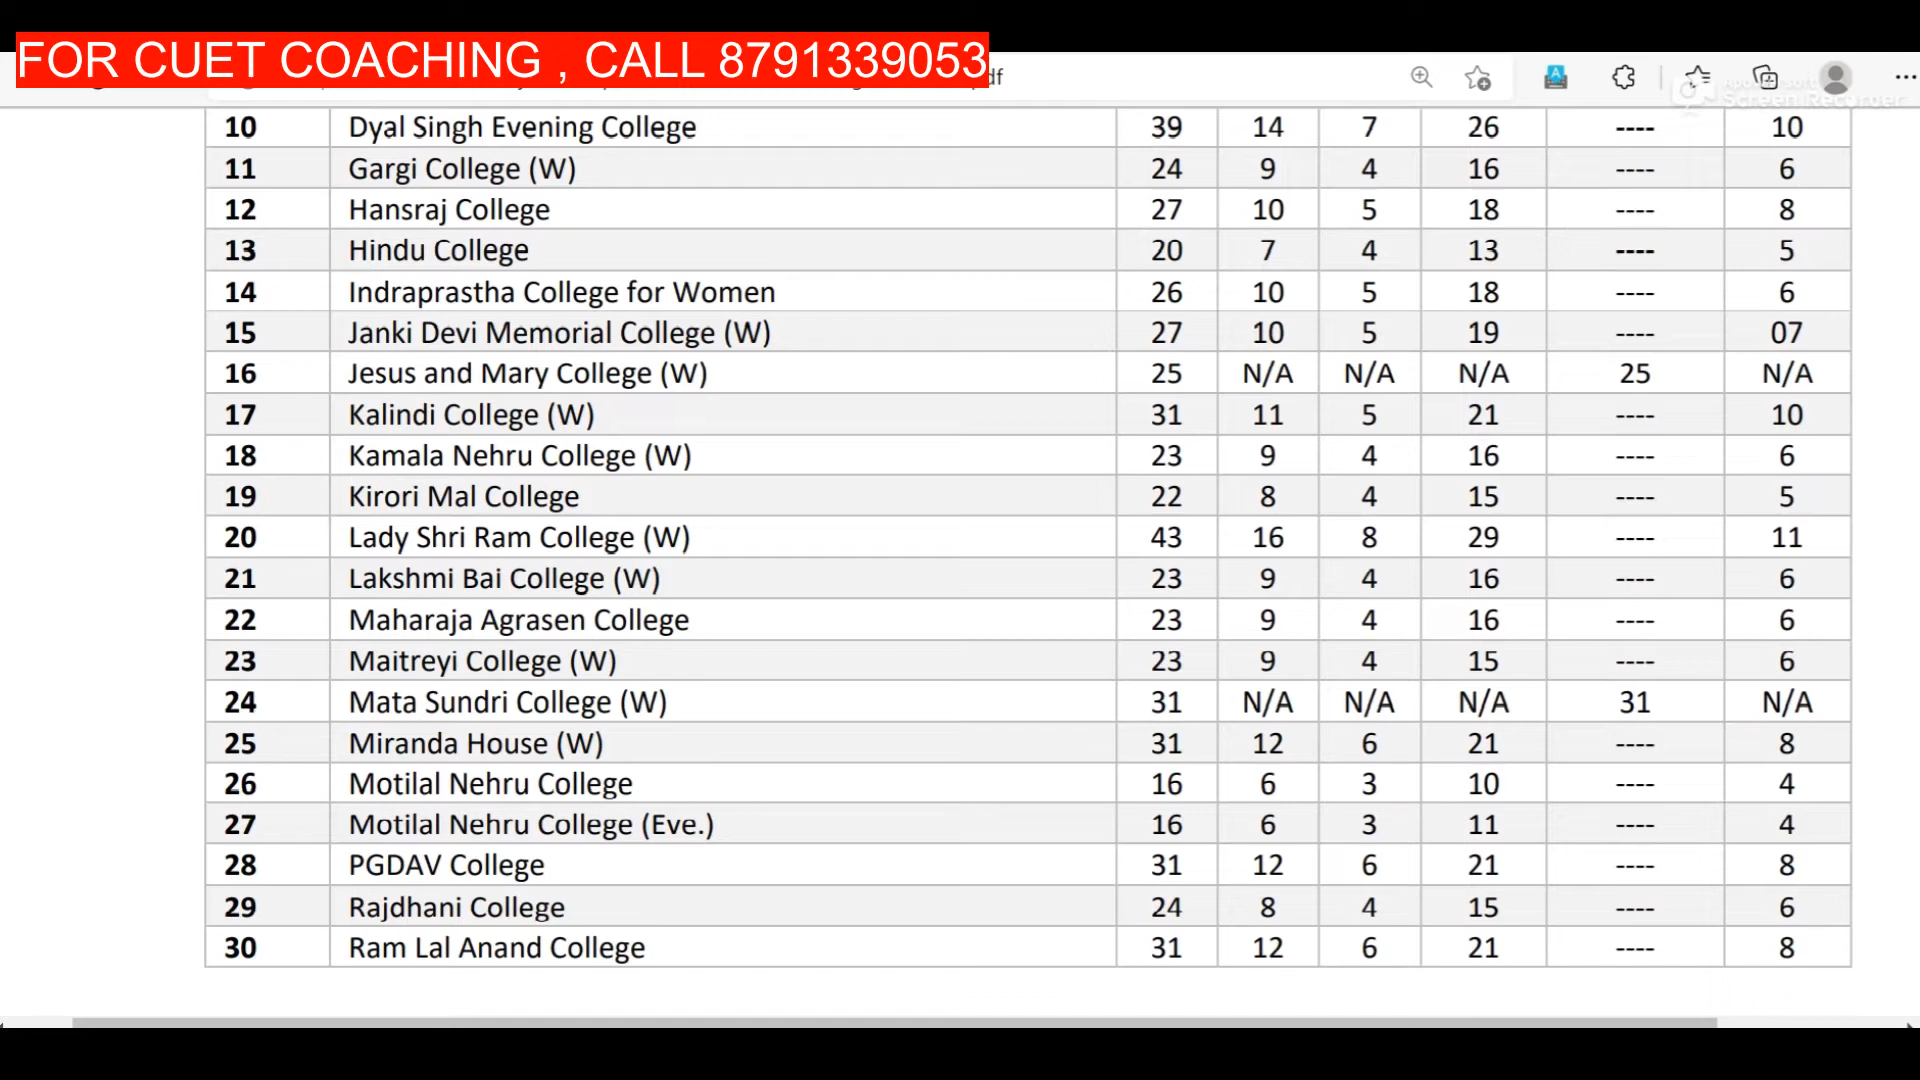 FOR CUET COACHING , CALL 8791339053
df
Screen Recorder
10 Dyal Singh Evening College 39 14 7 26 ---- 10
11 Gargi College (W) 24 9 4 16 ---- 6
12 Hansraj College 27 10 5 18 ---- 8
13 Hindu College 20 7 4 13 ---- 5
14 Indraprastha College for Women 26 10 5 18 ---- 6
15 Janki Devi Memorial College (W) 27 10 5 19 ---- 07
16 Jesus and Mary College (W) 25 N/A N/A N/A 25 N/A
17 Kalindi College (W) 31 11 5 21 ---- 10
18 Kamala Nehru College (W) 23 9 4 16 ---- 6
19 Kirori Mal College 22 8 4 15 ---- 5
20 Lady Shri Ram College (W) 43 16 8 29 ---- 11
21 Lakshmi Bai College (W) 23 9 4 16 ---- 6
22 Maharaja Agrasen College 23 9 4 16 ---- 6
23 Maitreyi College (W) 23 9 4 15 ---- 6
24 Mata Sundri College (W) 31 N/A N/A N/A 31 N/A
25 Miranda House (W) 31 12 6 21 ---- 8
26 Motilal Nehru College 16 6 3 10 ---- 4
27 Motilal Nehru College (Eve.) 16 6 3 11 ---- 4
28 PGDAV College 31 12 6 21 ---- 8
29 Rajdhani College 24 8 4 15 ---- 6
30 Ram Lal Anand College 31 12 6 21 ---- 8